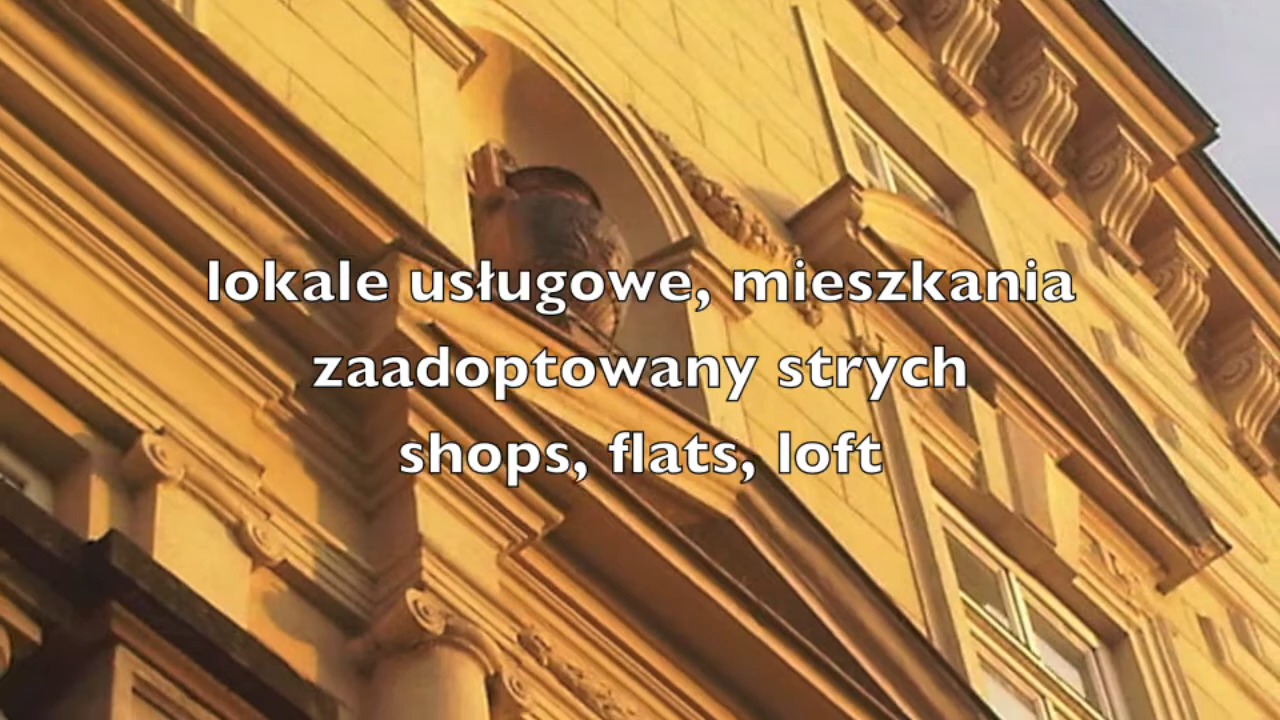 lokale usługowe, mieszkania
zaadoptowany strych
shops, flats, loft